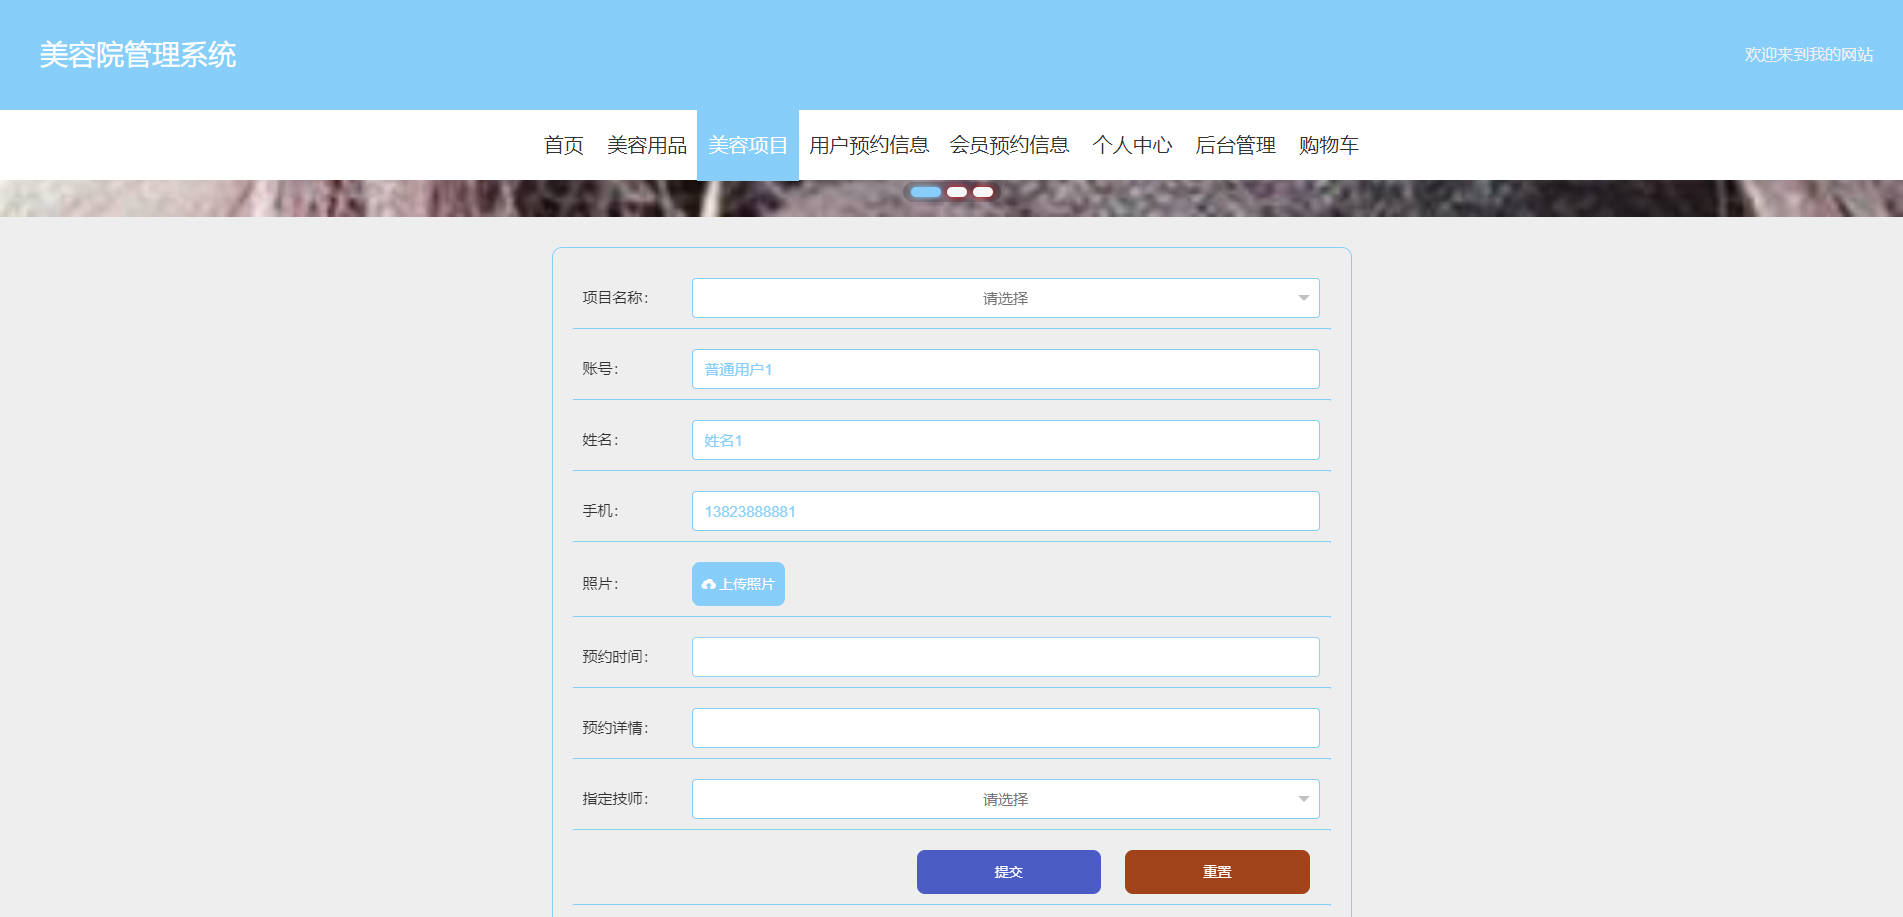 美容院管理系统
欢迎来到我的网站
首页 美容用品 美容项目 用户预约信息 会员预约信息 个人中心 后台管理 购物车
项目名称： 请选择
账号： 普通用户1
姓名： 姓名1
手机： 13823888881
照片： 上传照片
预约时间：
预约详情：
指定技师： 请选择
提交 重置